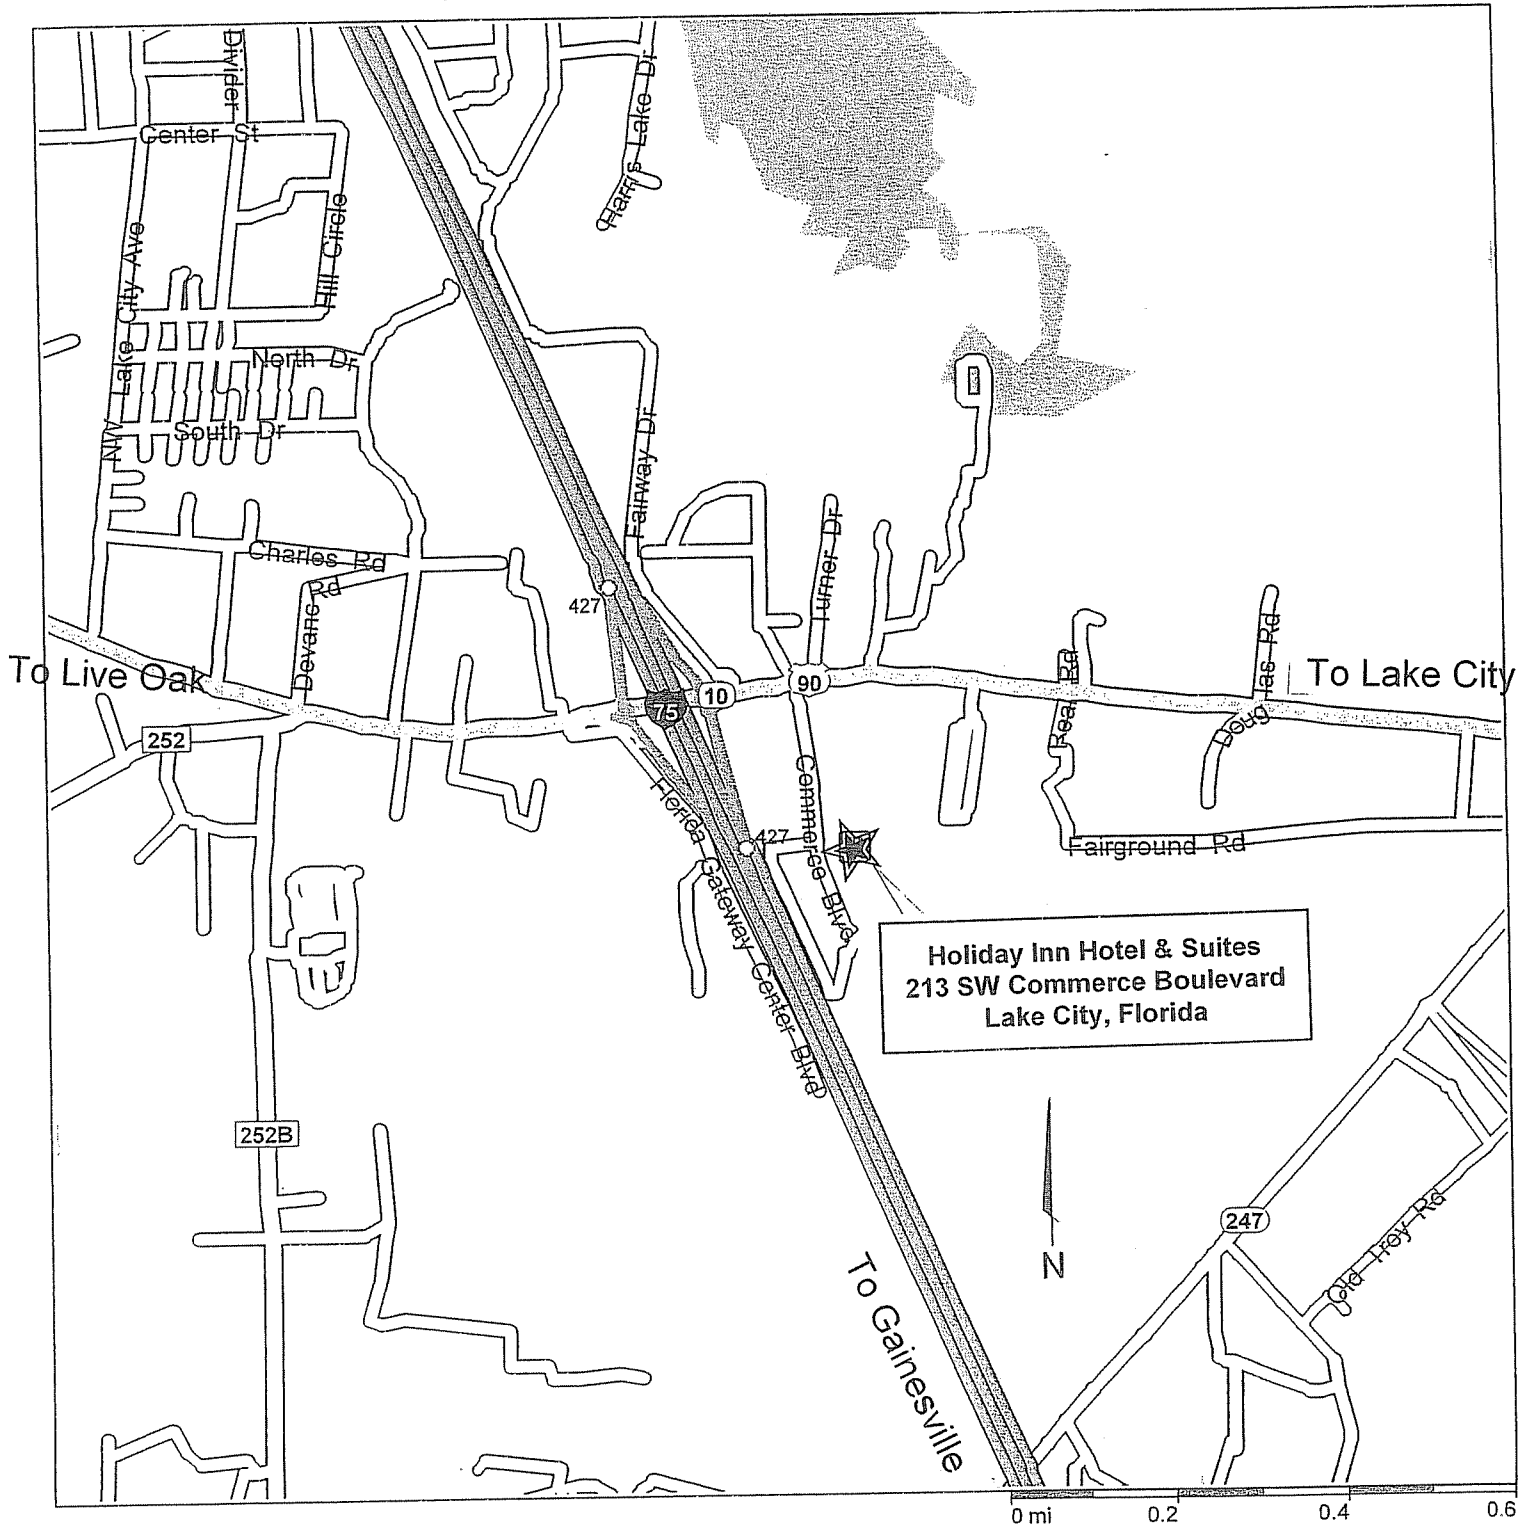 Divider
Center St
Harris Lake Dr
Hill Circle
NW Lake City Ave
North Dr
South Dr
Fairway Dr
Charles Rd
Devane Rd
Turner Dr
427
To Live Oak
75
10
90
Real Rd
Douglas Rd
To Lake City
252
Florida Gateway Center Blvd
427
Commerce Blvd
Fairground Rd
Holiday Inn Hotel & Suites
213 SW Commerce Boulevard
Lake City, Florida
252B
N
247
Old Troy Rd
To Gainesville
0 mi 0.2 0.4 0.6